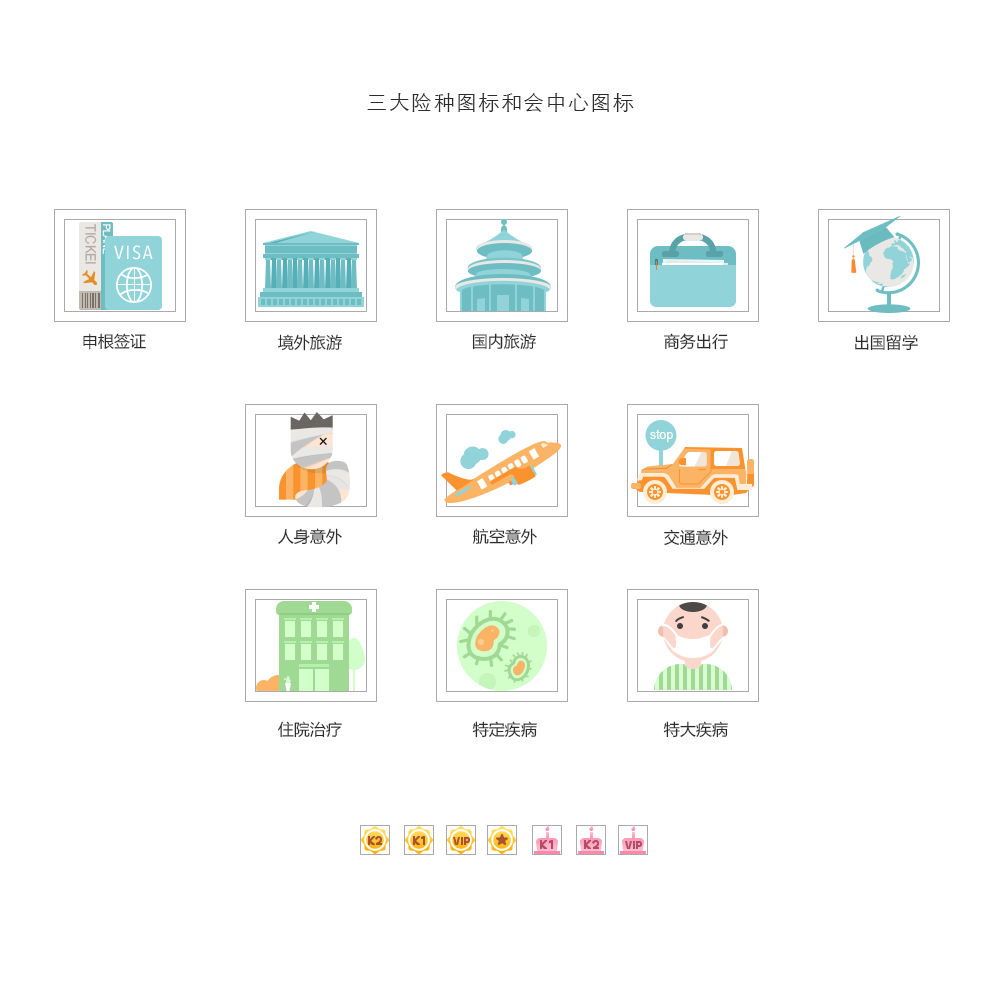 三大险种图标和会中心图标
TICKET
PLANE
VISA
申根签证
境外旅游
国内旅游
商务出行
出国留学
stop
人身意外
航空意外
交通意外
住院治疗
特定疾病
特大疾病
K2
K1
VIP
K1
K2
VIP